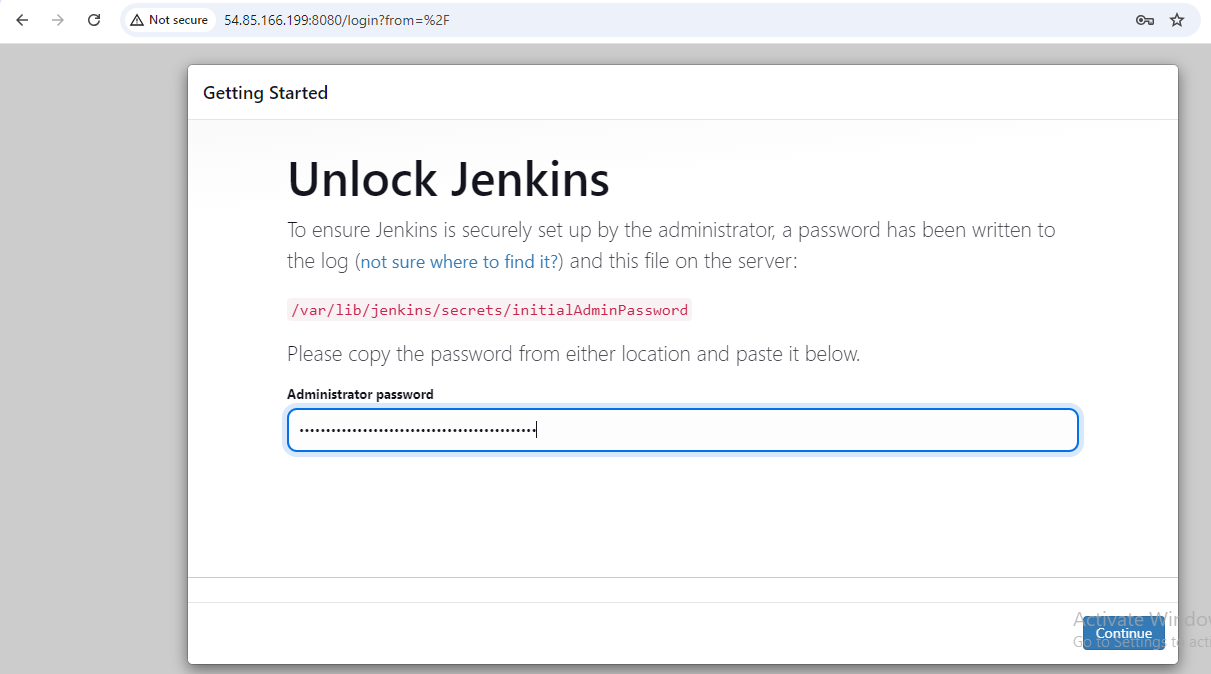 Not secure 54.85.166.199:8080/login?from=%2F
Getting Started
Unlock Jenkins
To ensure Jenkins is securely set up by the administrator, a password has been written to
the log (not sure where to find it?) and this file on the server:
/var/lib/jenkins/secrets/initialAdminPassword
Please copy the password from either location and paste it below.
Administrator password
Activate Windo
Continue
Go to Settings to acti